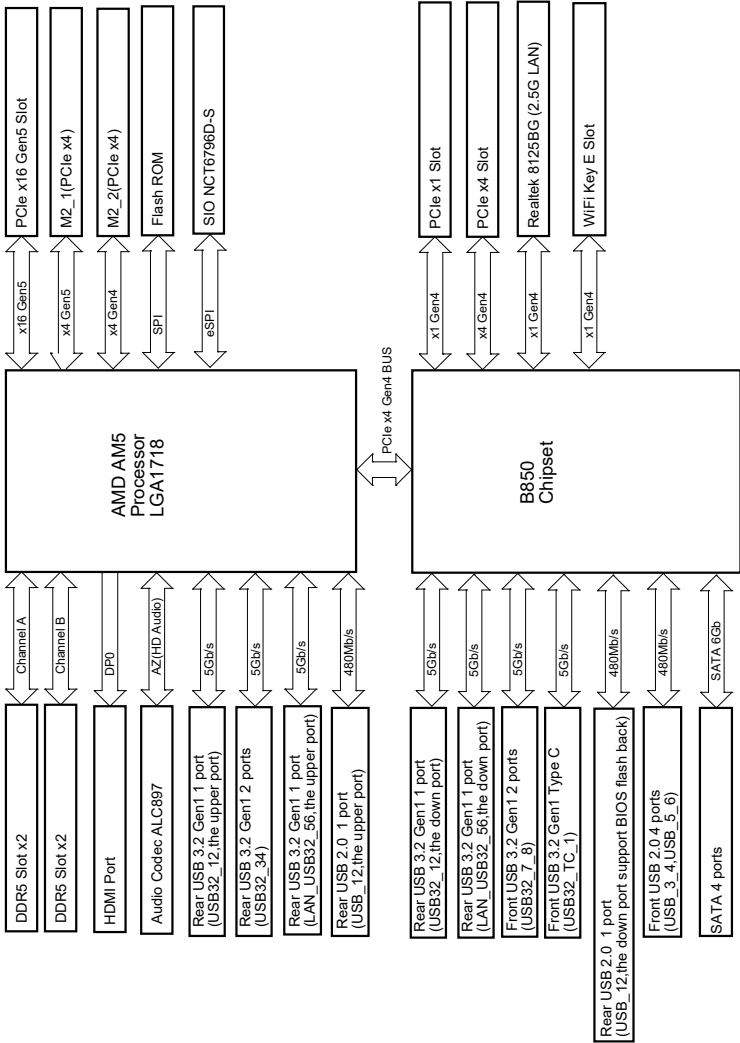 DDR5 Slot x2
Channel A
DDR5 Slot x2
Channel B
HDMI Port
DP0
Audio Codec ALC897
AZ(HD Audio)
Rear USB 3.2 Gen1 1 port
(USB32_12,the upper port)
5Gb/s
Rear USB 3.2 Gen1 2 ports
(USB32_34)
5Gb/s
Rear USB 3.2 Gen1 1 port
(LAN_USB32_56,the upper port)
5Gb/s
Rear USB 2.0 1 port
(USB_12,the upper port)
480Mb/s
AMD AM5
Processor
LGA1718
x16 Gen5
PCIe x16 Gen5 Slot
x4 Gen5
M2_1(PCIe x4)
x4 Gen4
M2_2(PCIe x4)
SPI
Flash ROM
eSPI
SIO NCT6796D-S
PCIe x4 Gen4 BUS
Rear USB 3.2 Gen1 1 port
(USB32_12,the down port)
5Gb/s
Rear USB 3.2 Gen1 1 port
(LAN_USB32_56,the down port)
5Gb/s
Front USB 3.2 Gen1 2 ports
(USB32_7_8)
5Gb/s
Front USB 3.2 Gen1 Type C
(USB32_TC_1)
5Gb/s
Rear USB 2.0 1 port
(USB_12,the down port support BIOS flash back)
480Mb/s
Front USB 2.0 4 ports
(USB_3_4,USB_5_6)
480Mb/s
SATA 4 ports
SATA 6Gb
B850
Chipset
x1 Gen4
PCIe x1 Slot
x4 Gen4
PCIe x4 Slot
x1 Gen4
Realtek 8125BG (2.5G LAN)
x1 Gen4
WiFi Key E Slot